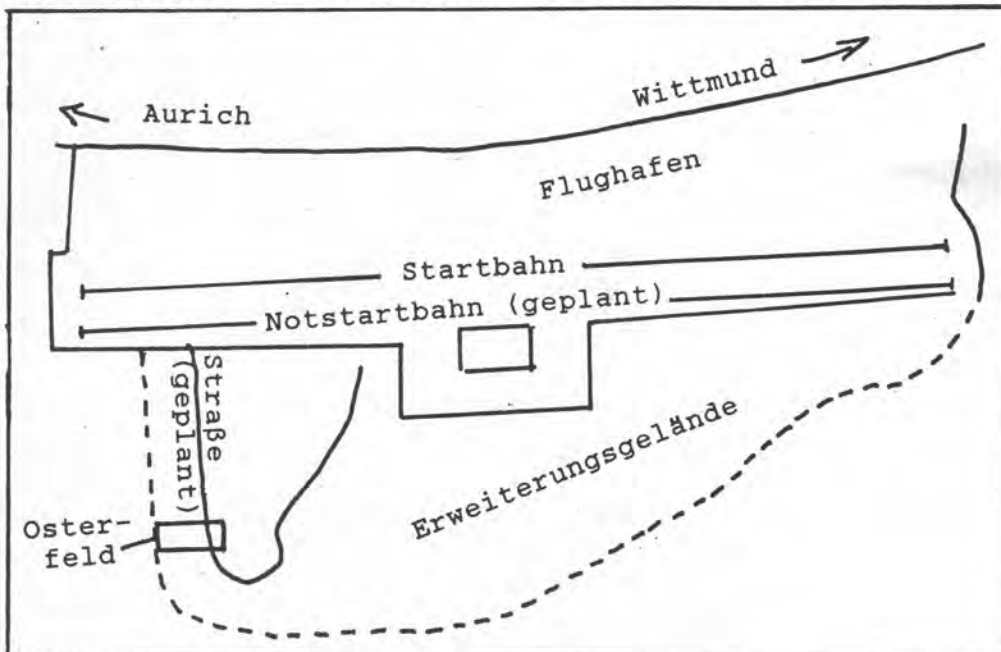 Aurich
Wittmund
Flughafen
Startbahn
Notstartbahn (geplant)
Straße
(geplant)
Erweiterungsgelände
Oster-
feld